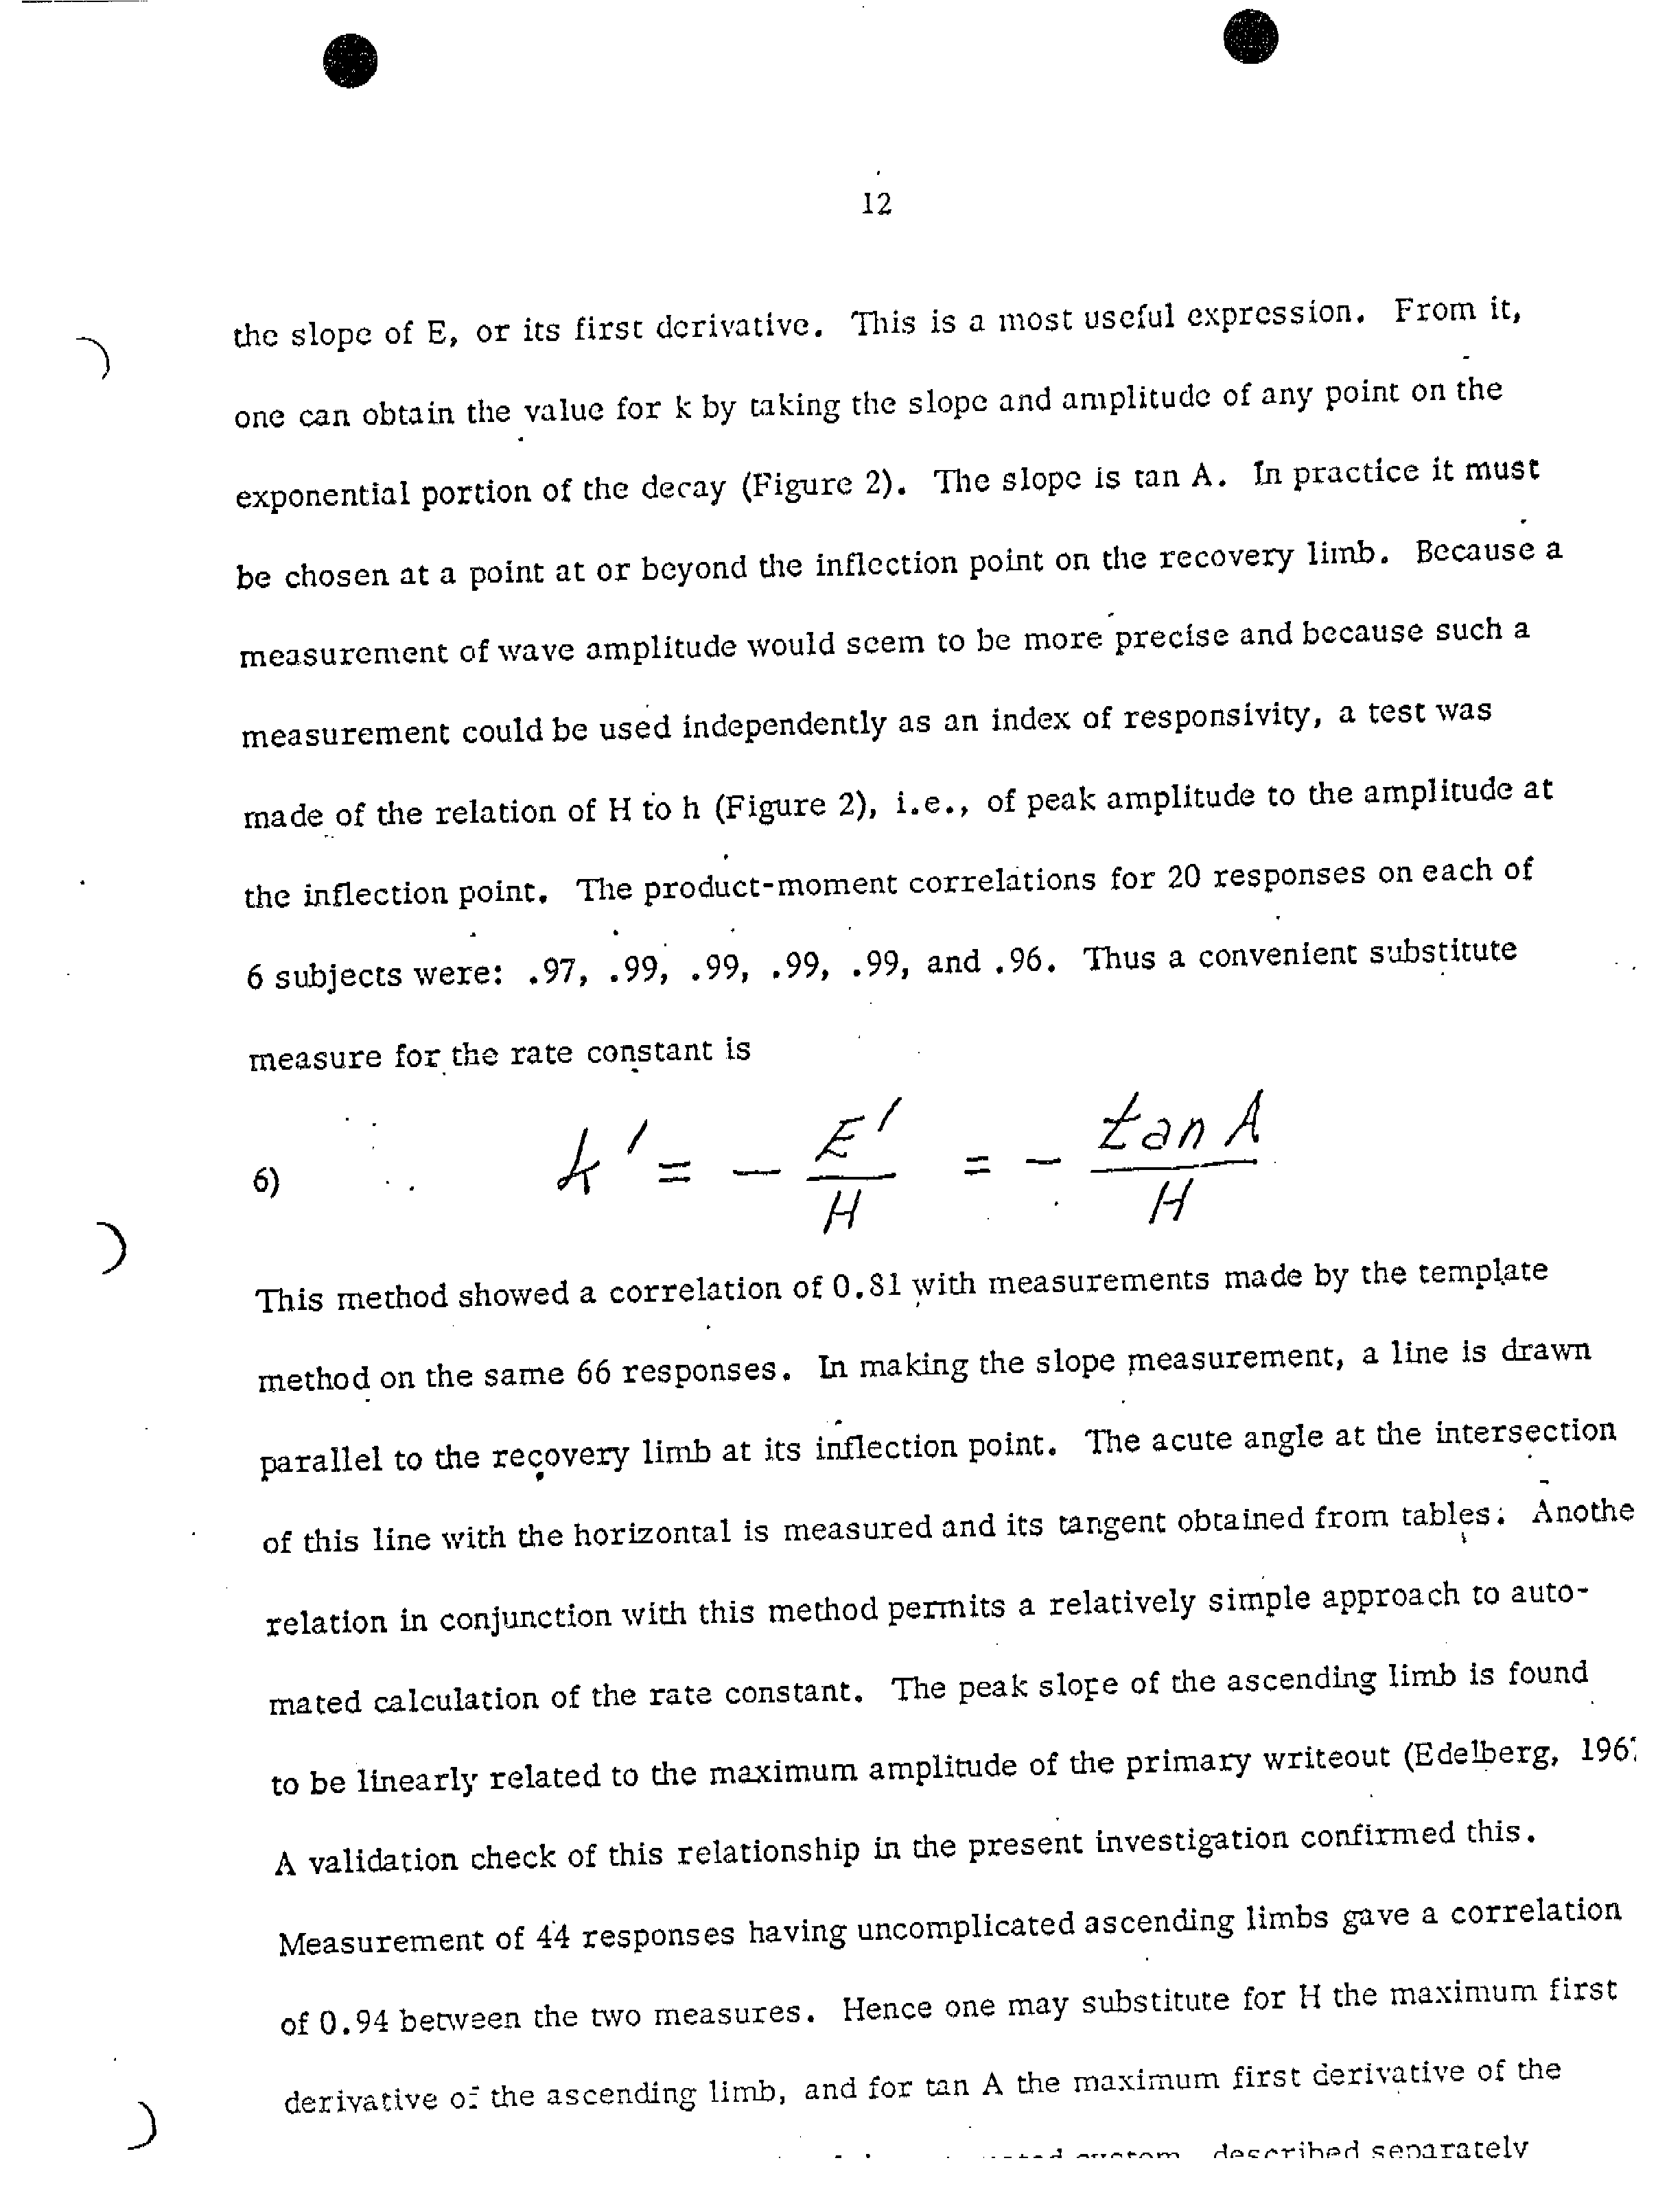 12
the slope of E, or its first derivative. This is a most useful expression. From it,
one can obtain the value for k by taking the slope and amplitude of any point on the
exponential portion of the decay (Figure 2). The slope is tan A. In practice it must
be chosen at a point at or beyond the inflection point on the recovery limb. Because a
measurement of wave amplitude would seem to be more precise and because such a
measurement could be used independently as an index of responsivity, a test was
made of the relation of H to h (Figure 2), i.e., of peak amplitude to the amplitude at
the inflection point. The product-moment correlations for 20 responses on each of
6 subjects were: .97, .99, .99, .99, .99, and .96. Thus a convenient substitute
measure for the rate constant is
6) k' = - E'/H = - tan A/H
This method showed a correlation of 0.81 with measurements made by the template
method on the same 66 responses. In making the slope measurement, a line is drawn
parallel to the recovery limb at its inflection point. The acute angle at the intersection
of this line with the horizontal is measured and its tangent obtained from tables. Anothe
relation in conjunction with this method permits a relatively simple approach to auto-
mated calculation of the rate constant. The peak slope of the ascending limb is found
to be linearly related to the maximum amplitude of the primary writeout (Edelberg, 196
A validation check of this relationship in the present investigation confirmed this.
Measurement of 44 responses having uncomplicated ascending limbs gave a correlation
of 0.94 between the two measures. Hence one may substitute for H the maximum first
derivative of the ascending limb, and for tan A the maximum first derivative of the
system described separately